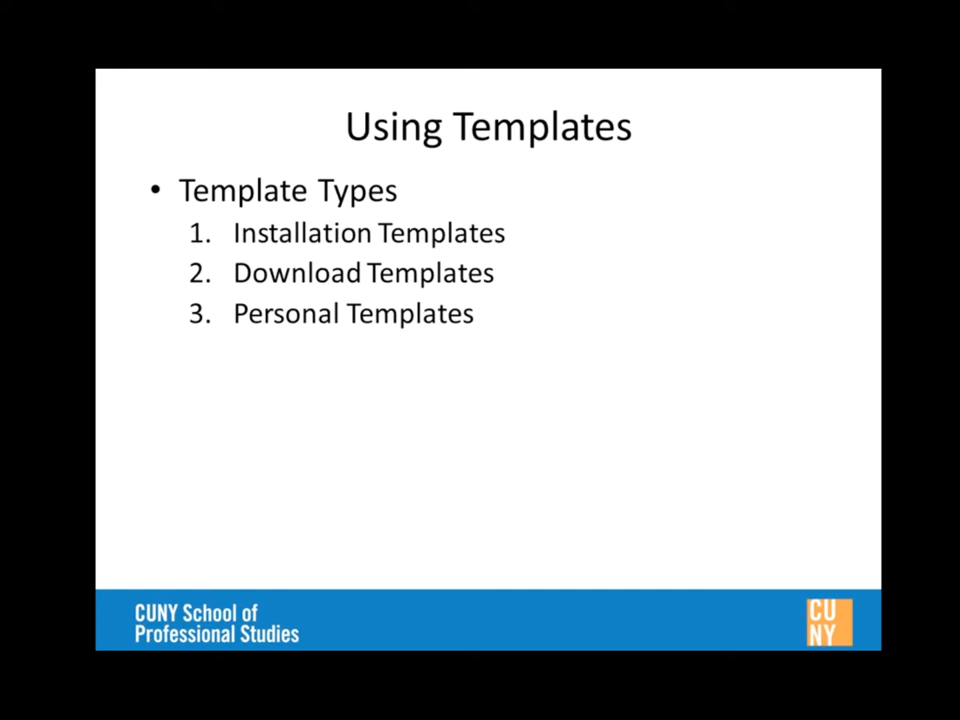 Using Templates
• Template Types
1. Installation Templates
2. Download Templates
3. Personal Templates
CUNY School of
Professional Studies
CU
NY